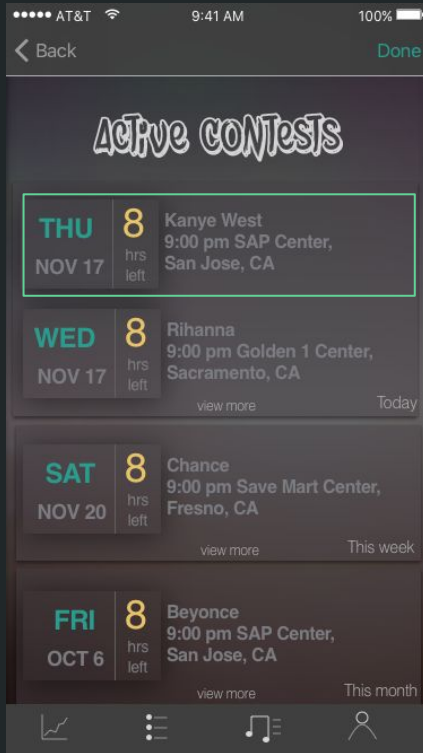 AT&T 9:41 AM 100%
Back Done
Active Contests
THU 8 Kanye West
9:00 pm SAP Center,
NOV 17 hrs left San Jose, CA
WED 8 Rihanna
9:00 pm Golden 1 Center,
NOV 17 hrs left Sacramento, CA
view more Today
SAT 8 Chance
9:00 pm Save Mart Center,
NOV 20 hrs left Fresno, CA
view more This week
FRI 8 Beyonce
9:00 pm SAP Center,
OCT 6 hrs left San Jose, CA
view more This month